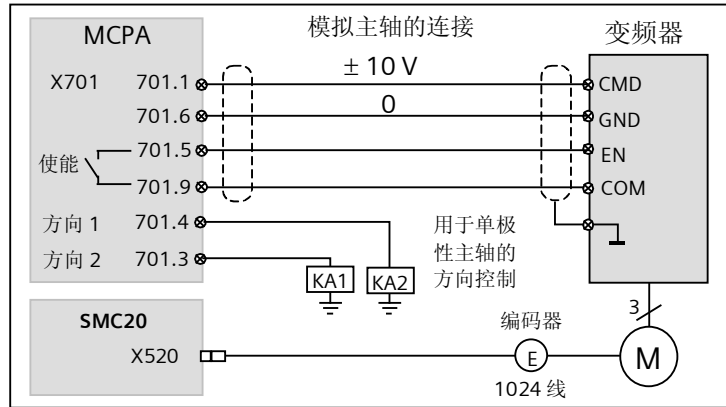 模拟主轴的连接
MCPA
变频器
X701
701.1
± 10 V
CMD
701.6
0
GND
使能
701.5
EN
701.9
COM
方向 1
701.4
方向 2
701.3
KA1
KA2
用于单极
性主轴的
方向控制
3
SMC20
X520
编码器
E
1024 线
M